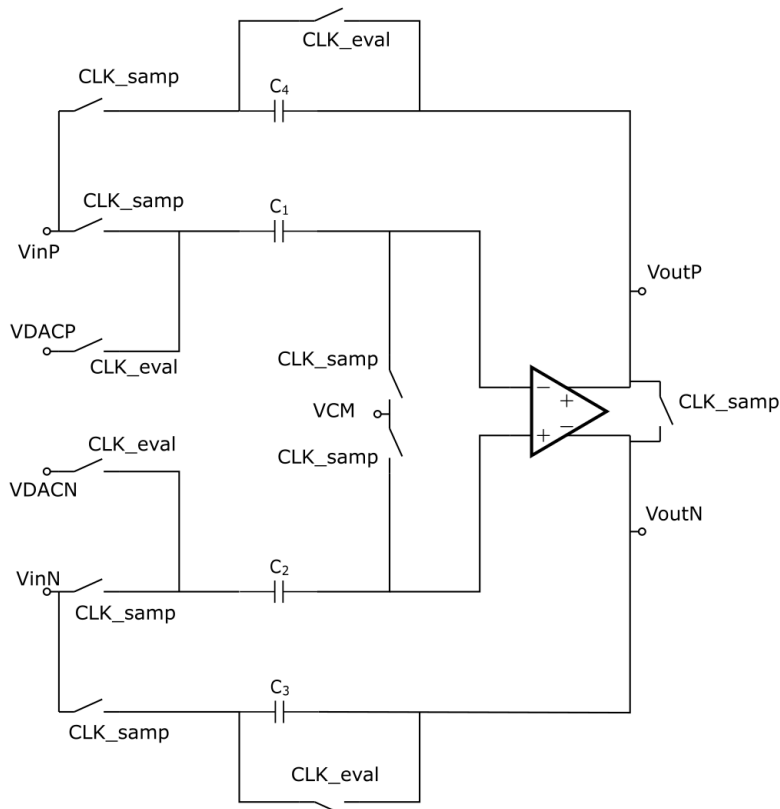 CLK_eval
CLK_samp
C4
CLK_samp
C1
VinP
VoutP
VDACP
CLK_eval
CLK_samp
VCM
−
+
CLK_samp
CLK_eval
+
−
CLK_samp
VDACN
VoutN
VinN
C2
CLK_samp
C3
CLK_samp
CLK_eval